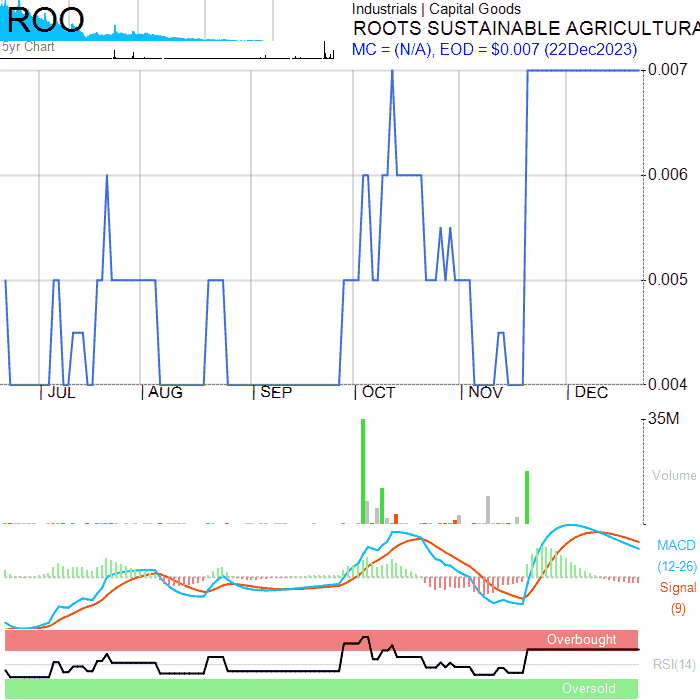 ROO
5yr Chart
Industrials | Capital Goods
ROOTS SUSTAINABLE AGRICULTURA
MC = (N/A), EOD = $0.007 (22Dec2023)
0.007
0.006
0.005
0.004
JUL AUG SEP OCT NOV DEC
35M
Volume
MACD
(12-26)
Signal
(9)
Overbought
RSI(14)
Oversold